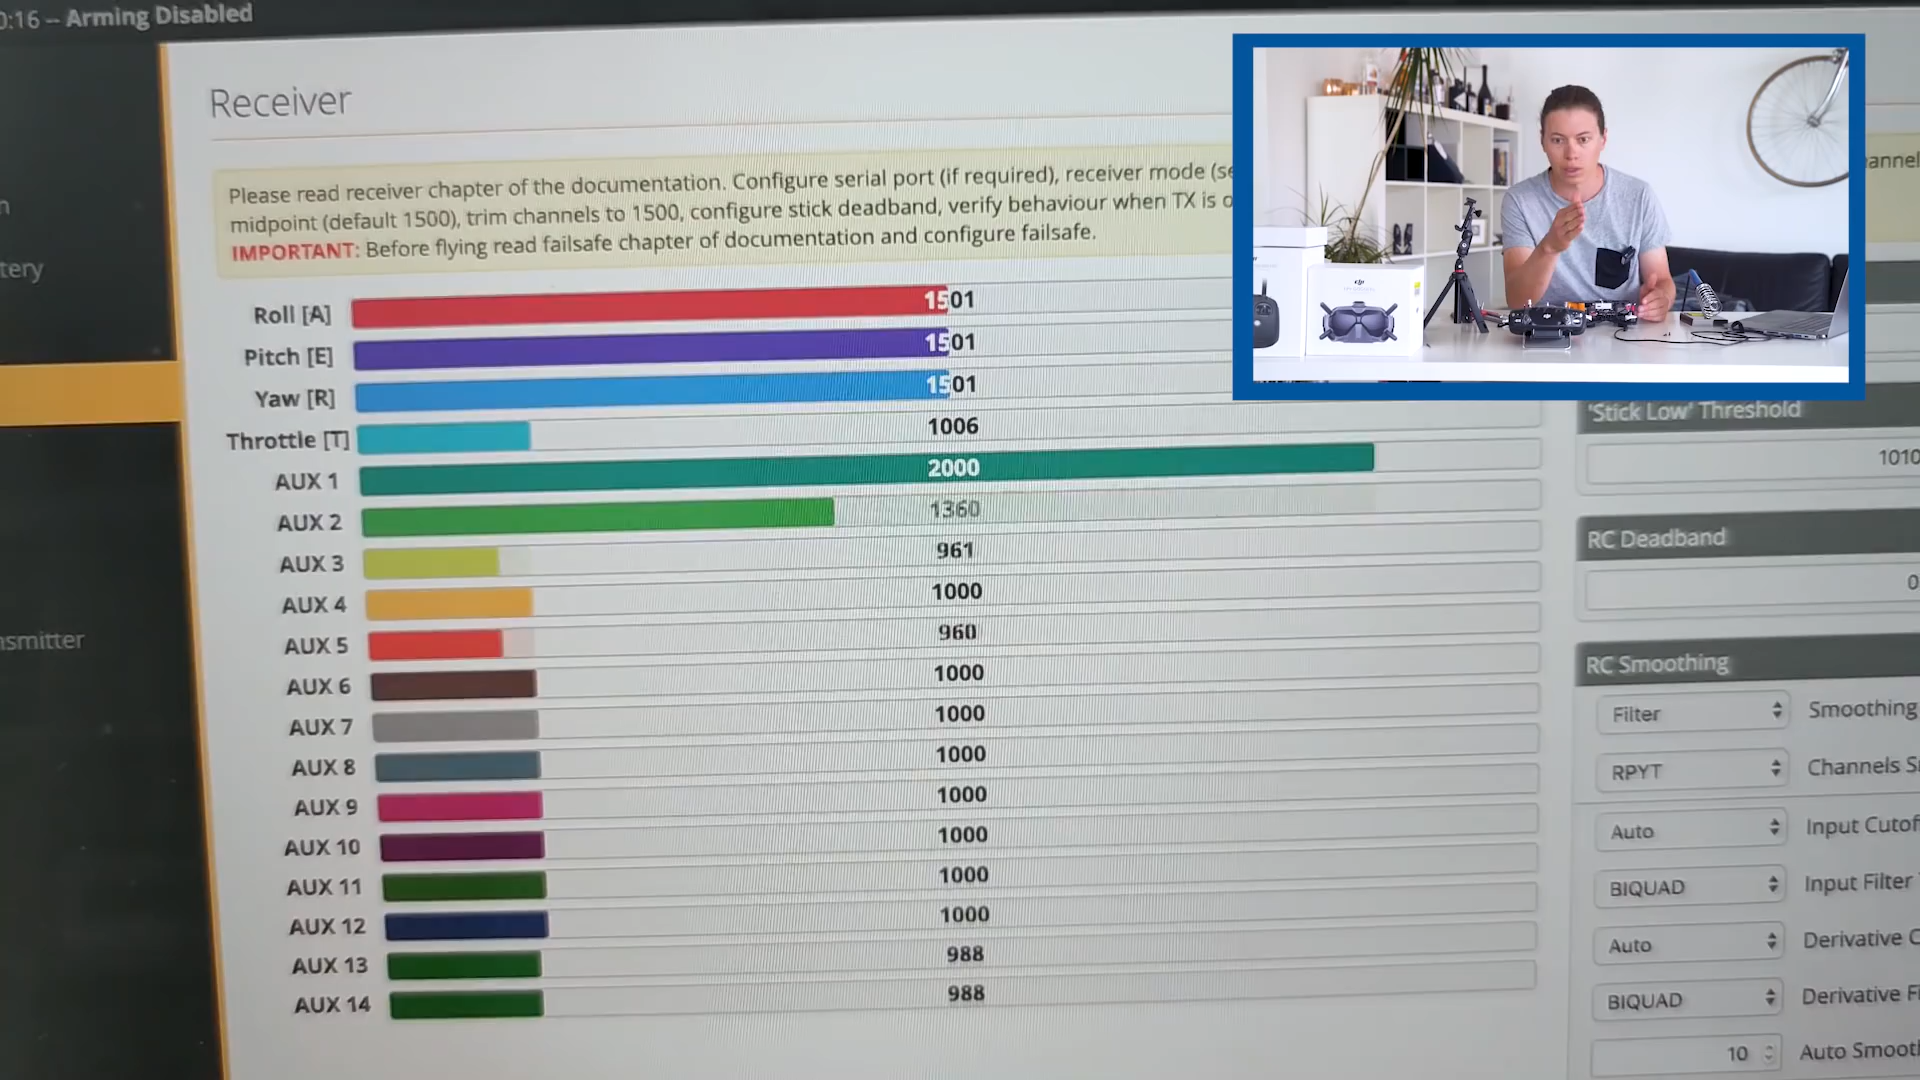 0:16 – Arming Disabled
Receiver
Please read receiver chapter of the documentation. Configure serial port (if required), receiver mode
midpoint (default 1500), trim channels to 1500, configure stick deadband, verify behaviour when TX is
IMPORTANT: Before flying read failsafe chapter of documentation and configure failsafe.
Roll [A] 1501
Pitch [E] 1501
Yaw [R] 1501
Throttle [T] 1006
AUX 1 2000
AUX 2 1360
AUX 3 961
AUX 4 1000
AUX 5 960
AUX 6 1000
AUX 7 1000
AUX 8 1000
AUX 9 1000
AUX 10 1000
AUX 11 1000
AUX 12 1000
AUX 13 988
AUX 14 988
tery
nsmitter
annel
'Stick Low' Threshold
1010
RC Deadband
0
RC Smoothing
Filter Smoothing
RPYT Channels S
Auto Input Cutof
BIQUAD Input Filter
Auto Derivative C
BIQUAD Derivative Fi
10 Auto Smooth
dji